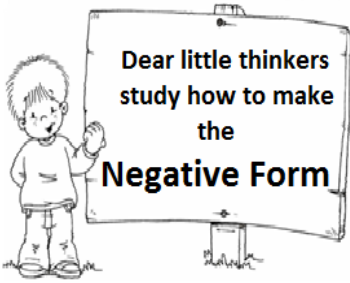 Dear little thinkers
study how to make
the
Negative Form